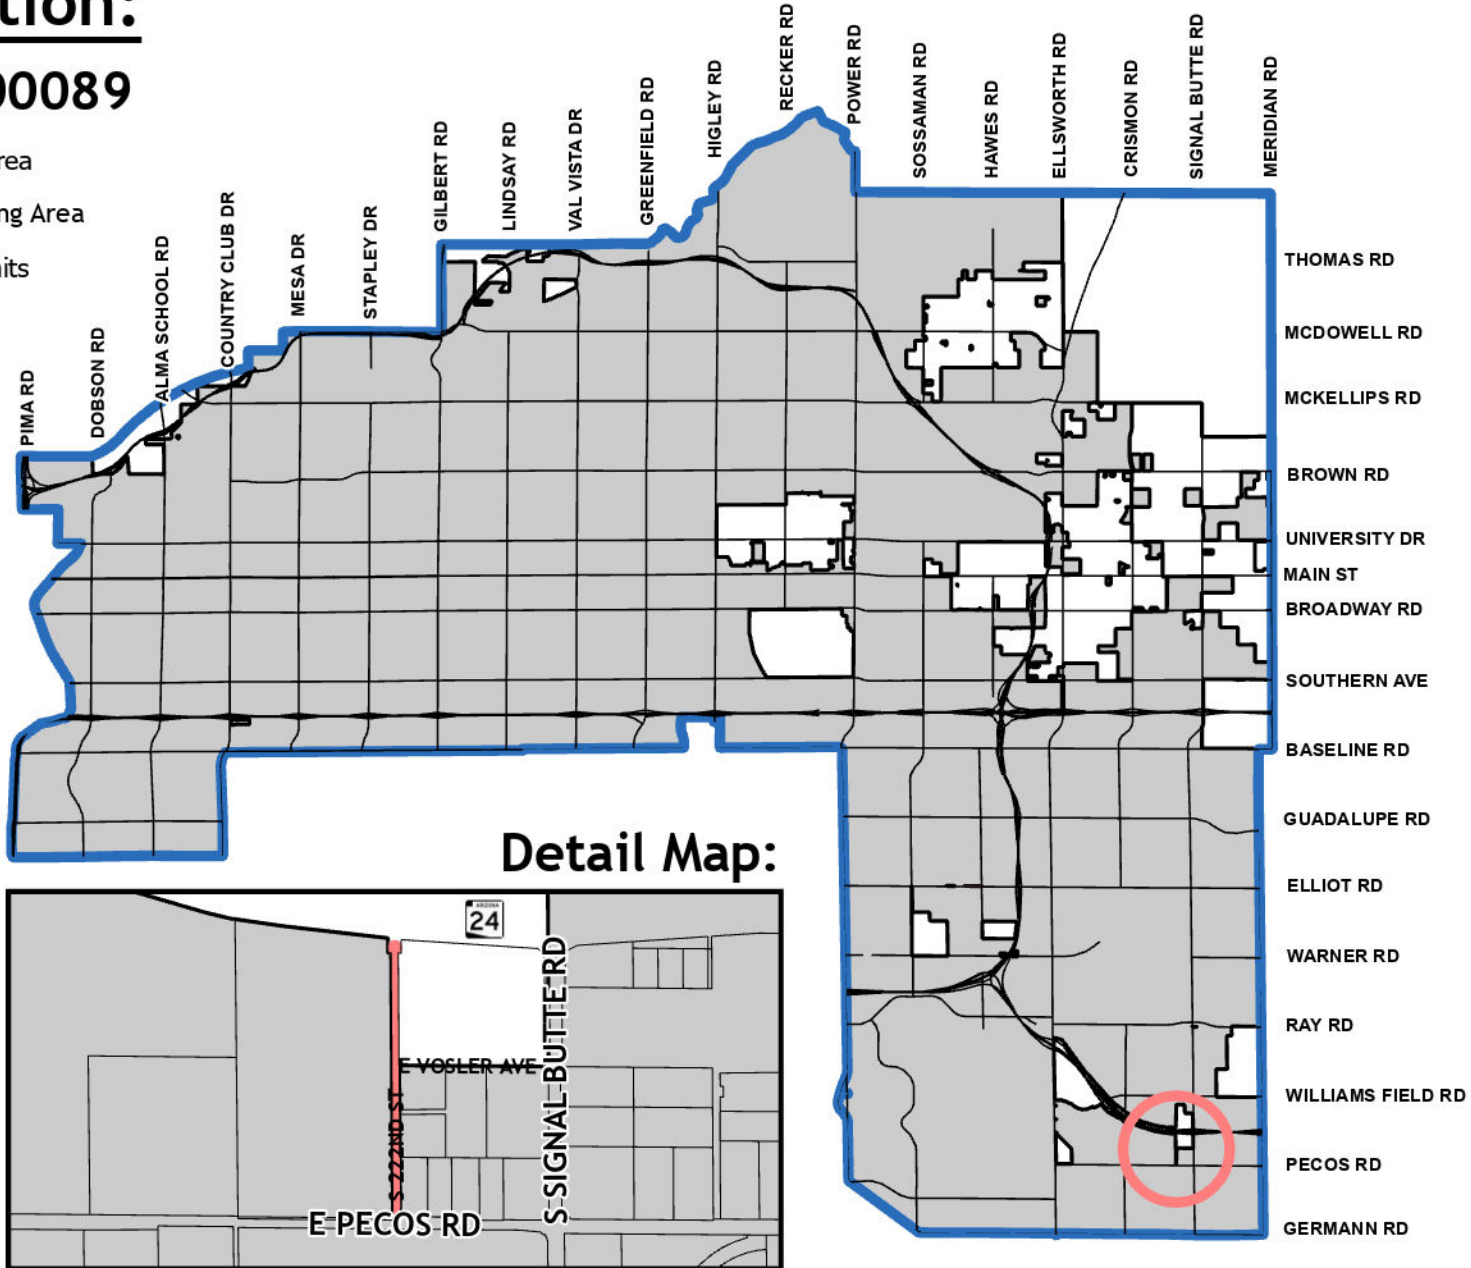 tion:
00089
rea
ng Area
nits
PIMA RD
DOBSON RD
ALMA SCHOOL RD
COUNTRY CLUB DR
MESA DR
STAPLEY DR
GILBERT RD
LINDSAY RD
VAL VISTA DR
GREENFIELD RD
HIGLEY RD
RECKER RD
POWER RD
SOSSAMAN RD
HAWES RD
ELLSWORTH RD
CRISMON RD
SIGNAL BUTTE RD
MERIDIAN RD
THOMAS RD
MCDOWELL RD
MCKELLIPS RD
BROWN RD
UNIVERSITY DR
MAIN ST
BROADWAY RD
SOUTHERN AVE
BASELINE RD
GUADALUPE RD
ELLIOT RD
WARNER RD
RAY RD
WILLIAMS FIELD RD
PECOS RD
GERMANN RD
Detail Map:
ARIZONA
24
S SIGNAL BUTTE RD
E VOSLER AVE
S 222ND ST
E PECOS RD